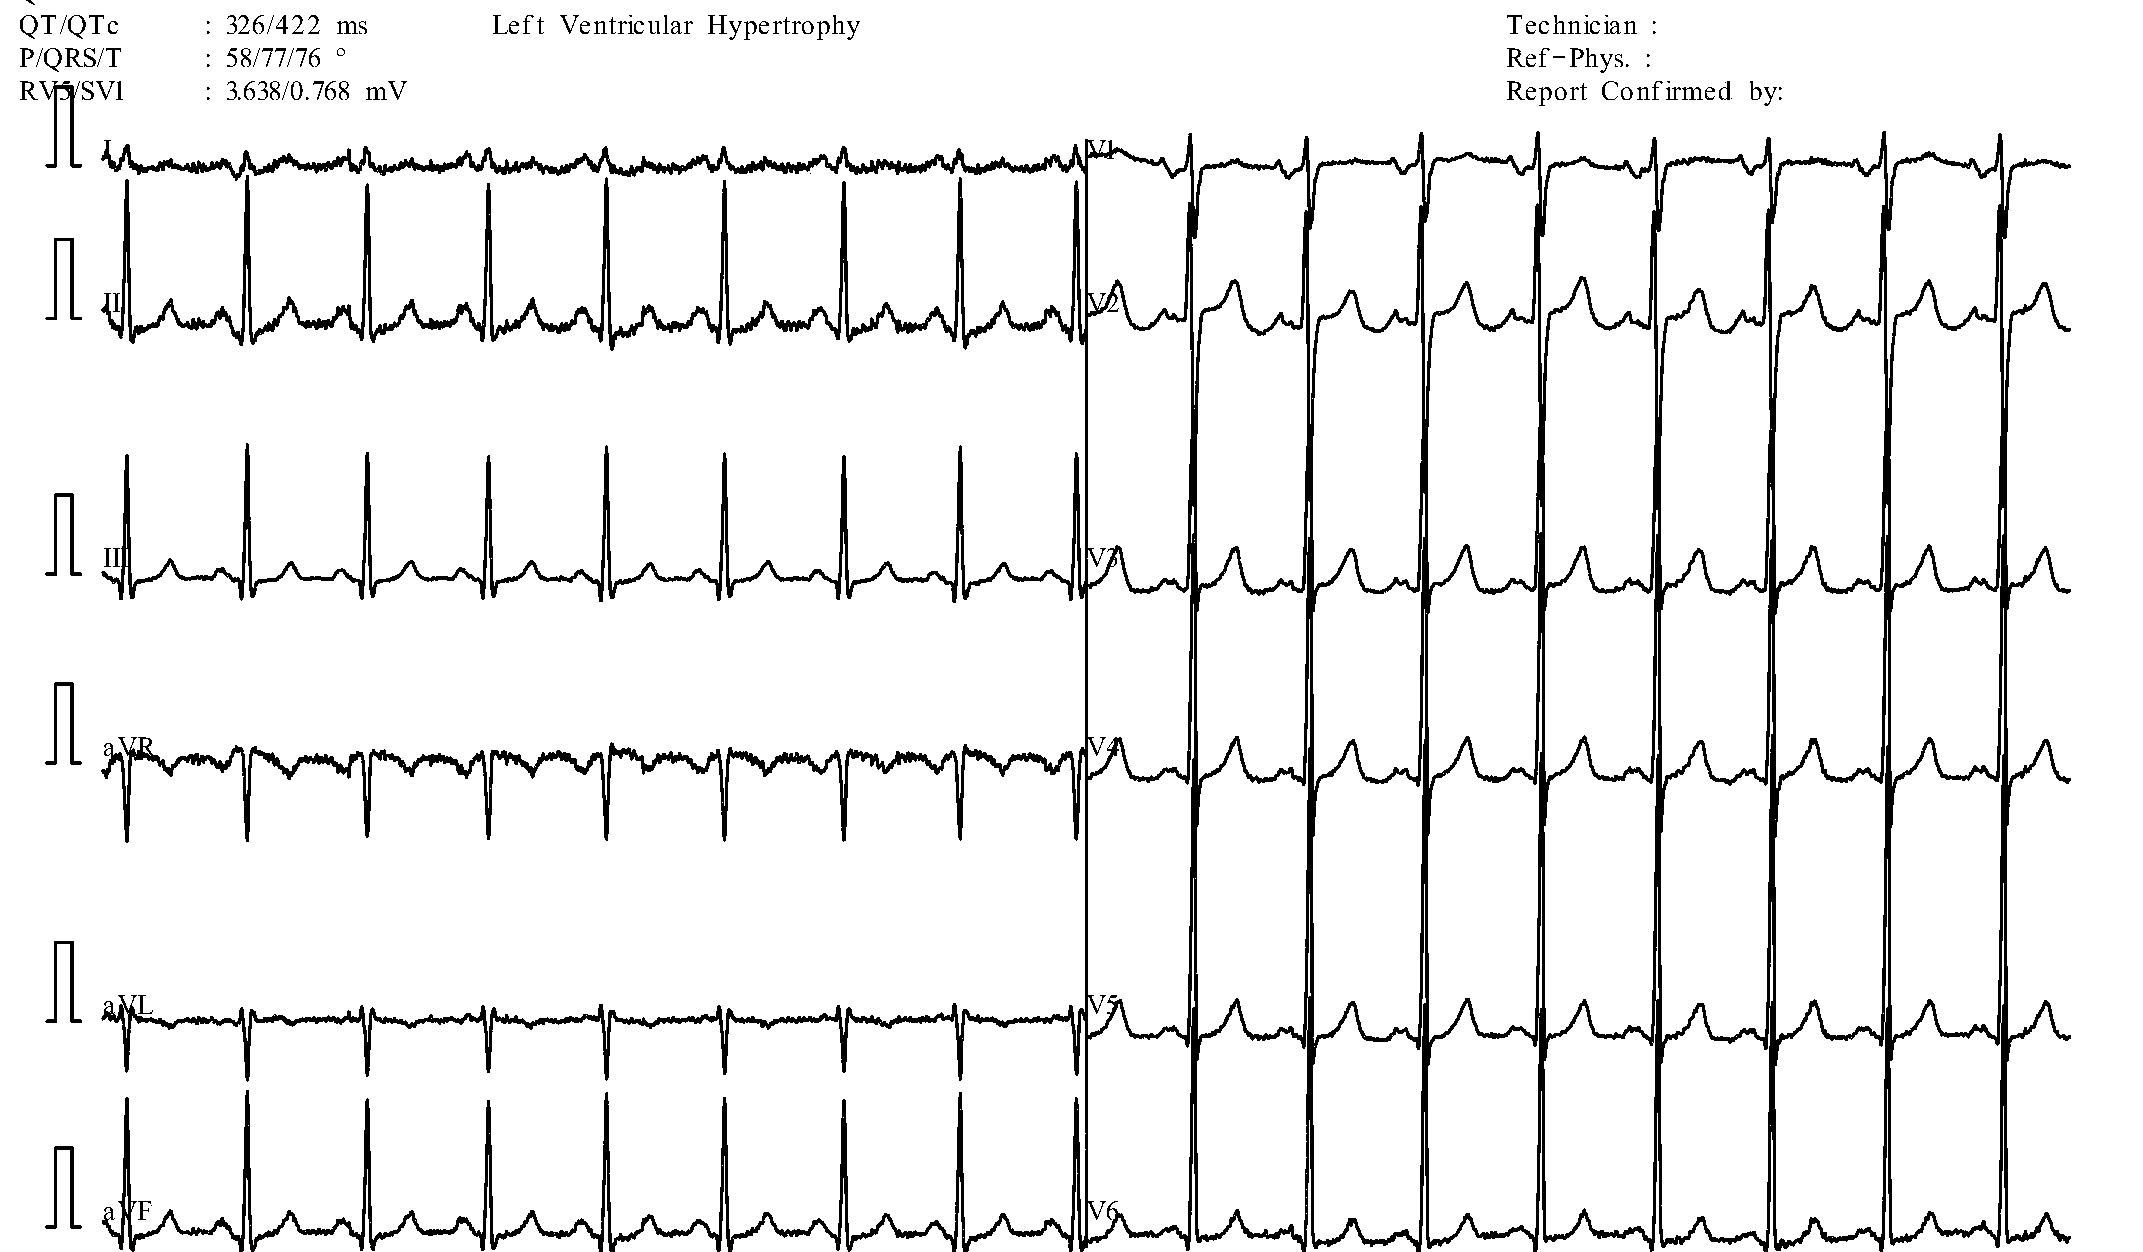 QT/QTc : 326/422 ms Left Ventricular Hypertrophy Technician :
P/QRS/T : 58/77/76 ° Ref-Phys. :
RV5/SV1 : 3.638/0.768 mV Report Confirmed by:
I V1
II V2
III V3
aVR V4
aVL V5
aVF V6